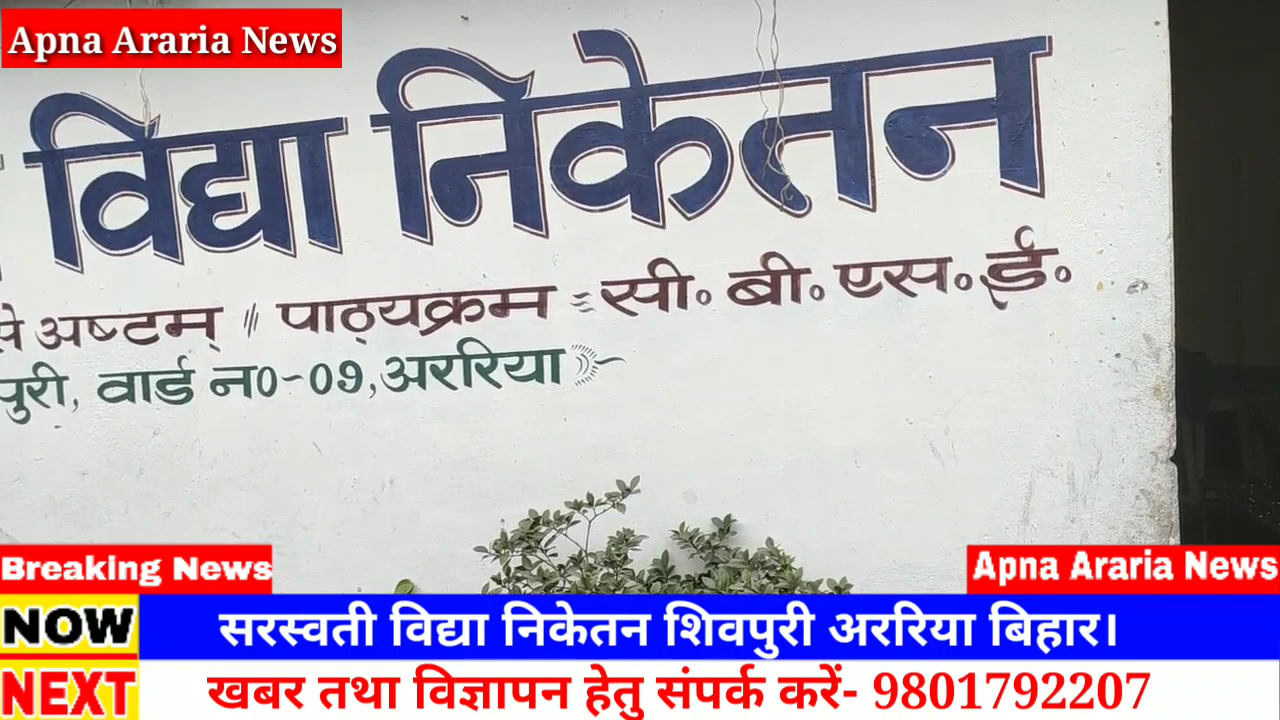 Apna Araria News
विद्या निकेतन
से अष्टम् // पाठ्यक्रम = सी० बी० एस० ई०
पुरी, वार्ड न0-09, अररिया
Breaking News
Apna Araria News
NOW
सरस्वती विद्या निकेतन शिवपुरी अररिया बिहार।
NEXT
खबर तथा विज्ञापन हेतु संपर्क करें- 9801792207